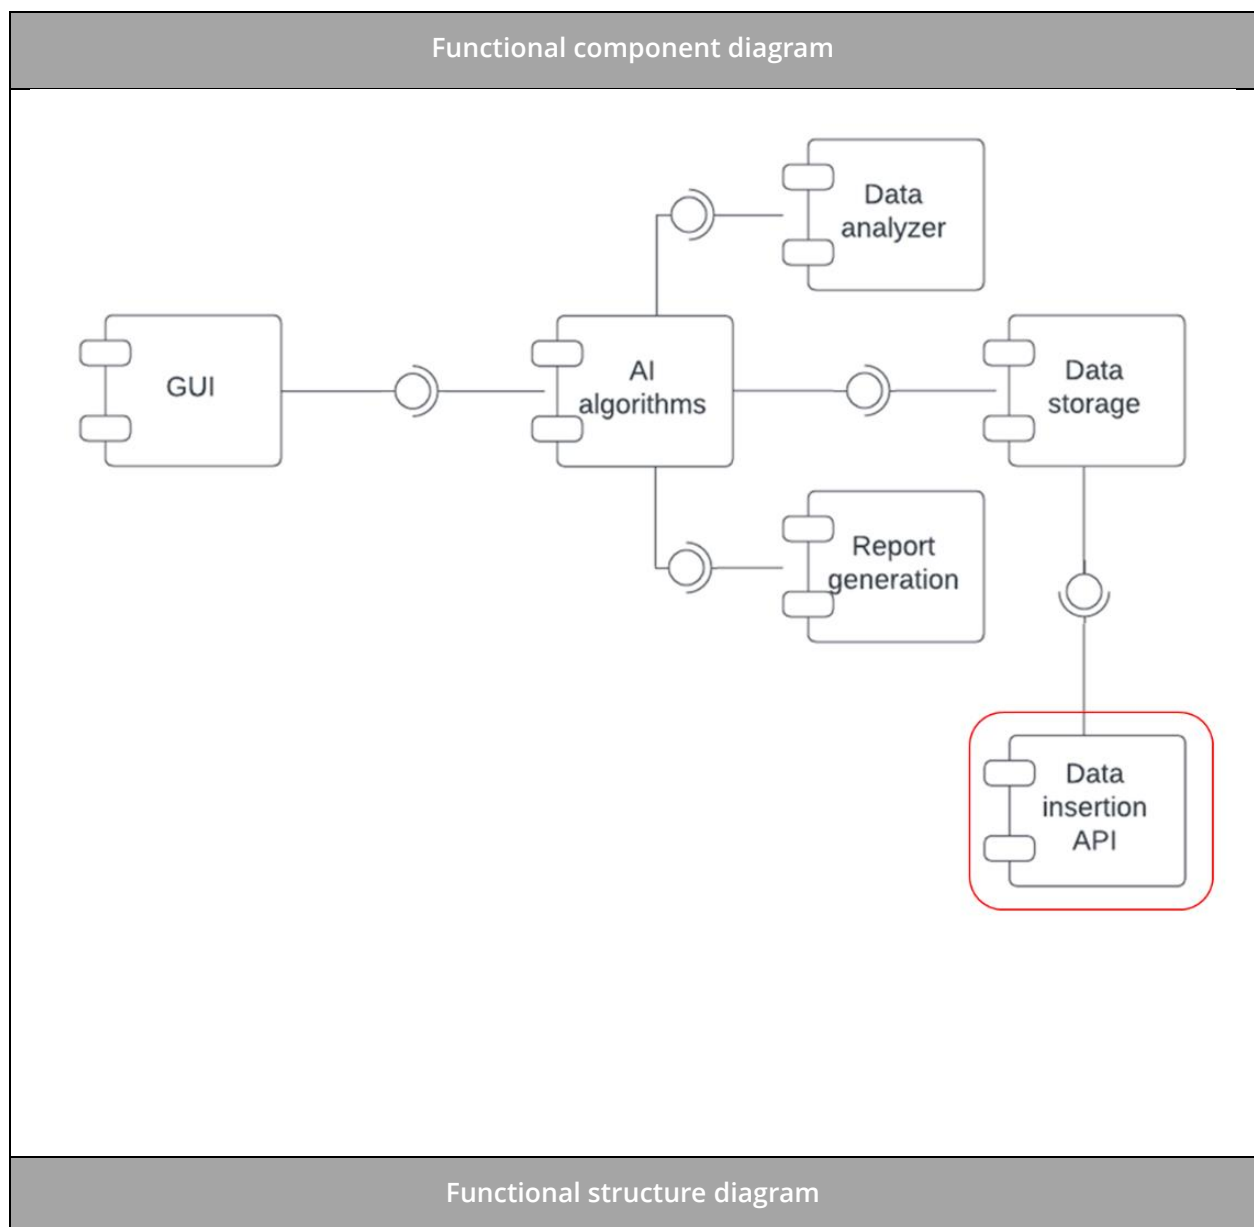 Functional component diagram
Data
analyzer
GUI
AI
algorithms
Data
storage
Report
generation
Data
insertion
API
Functional structure diagram